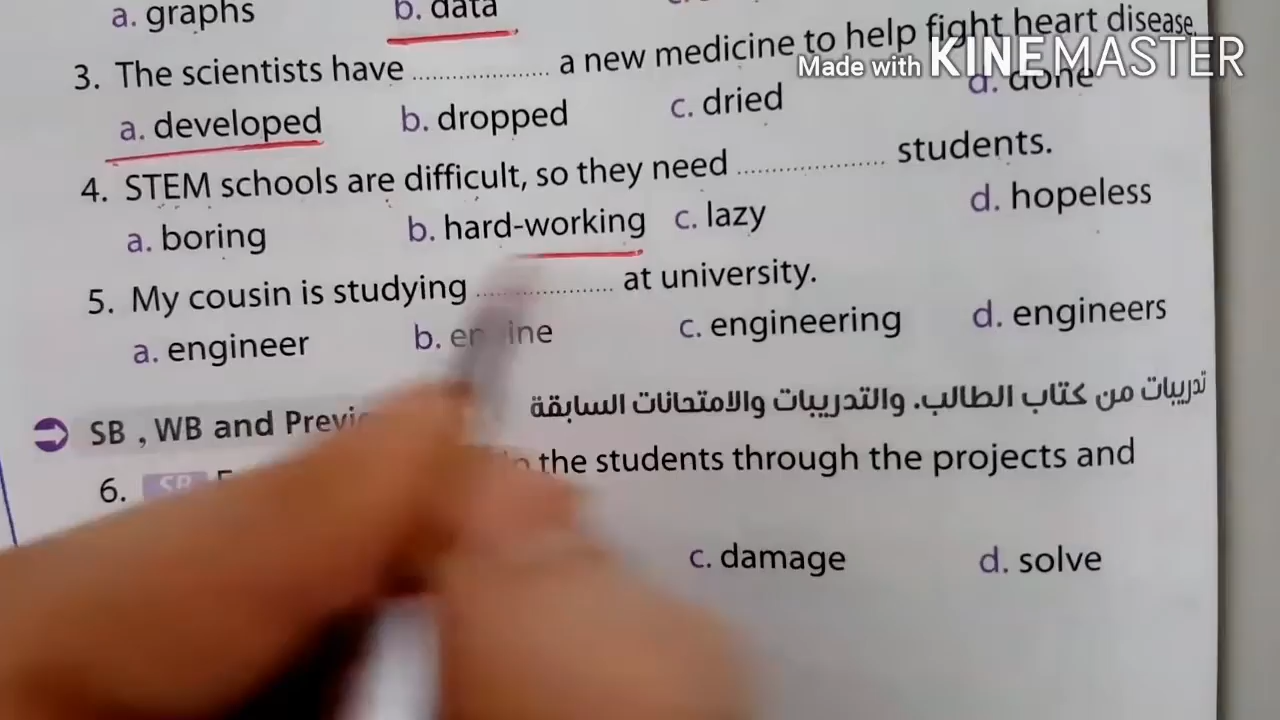 a. graphs b. data
3. The scientists have .................... a new medicine to help fight heart disease.
Made with KINEMASTER
a. developed b. dropped c. dried d. done
4. STEM schools are difficult, so they need .................... students.
a. boring b. hard-working c. lazy d. hopeless
5. My cousin is studying .................... at university.
a. engineer b. c. engineering d. engineers
SB , WB and تدريبات من كتاب الطالب. والتدريبات والامتحانات السابقة
6. SB the students through the projects and
c. damage d. solve